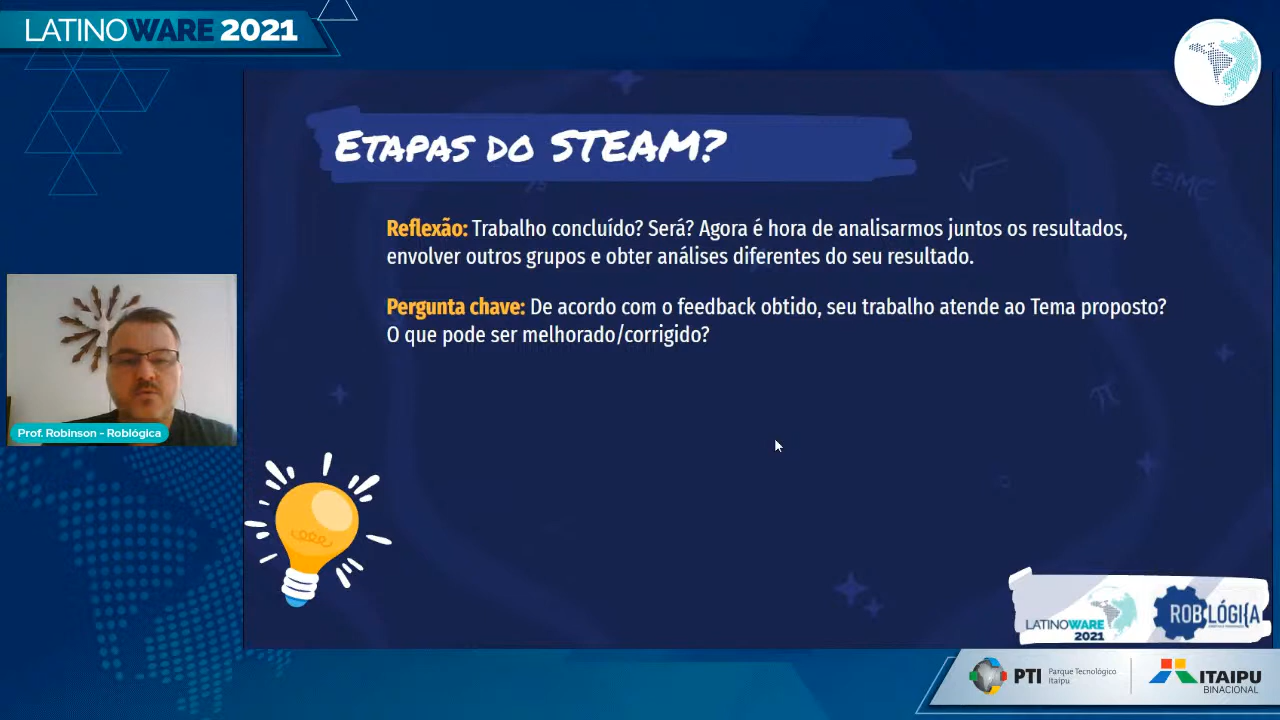 LATINOWARE 2021
ETAPAS DO STEAM?
√
E=MC
Reflexão: Trabalho concluído? Será? Agora é hora de analisarmos juntos os resultados,
envolver outros grupos e obter análises diferentes do seu resultado.
Pergunta chave: De acordo com o feedback obtido, seu trabalho atende ao Tema proposto?
O que pode ser melhorado/corrigido?
π
Prof. Robinson - Roblógica
LATINOWARE
2021
ROBLÓGICA
PTI
Parque Tecnológico
Itaipu
ITAIPU
BINACIONAL